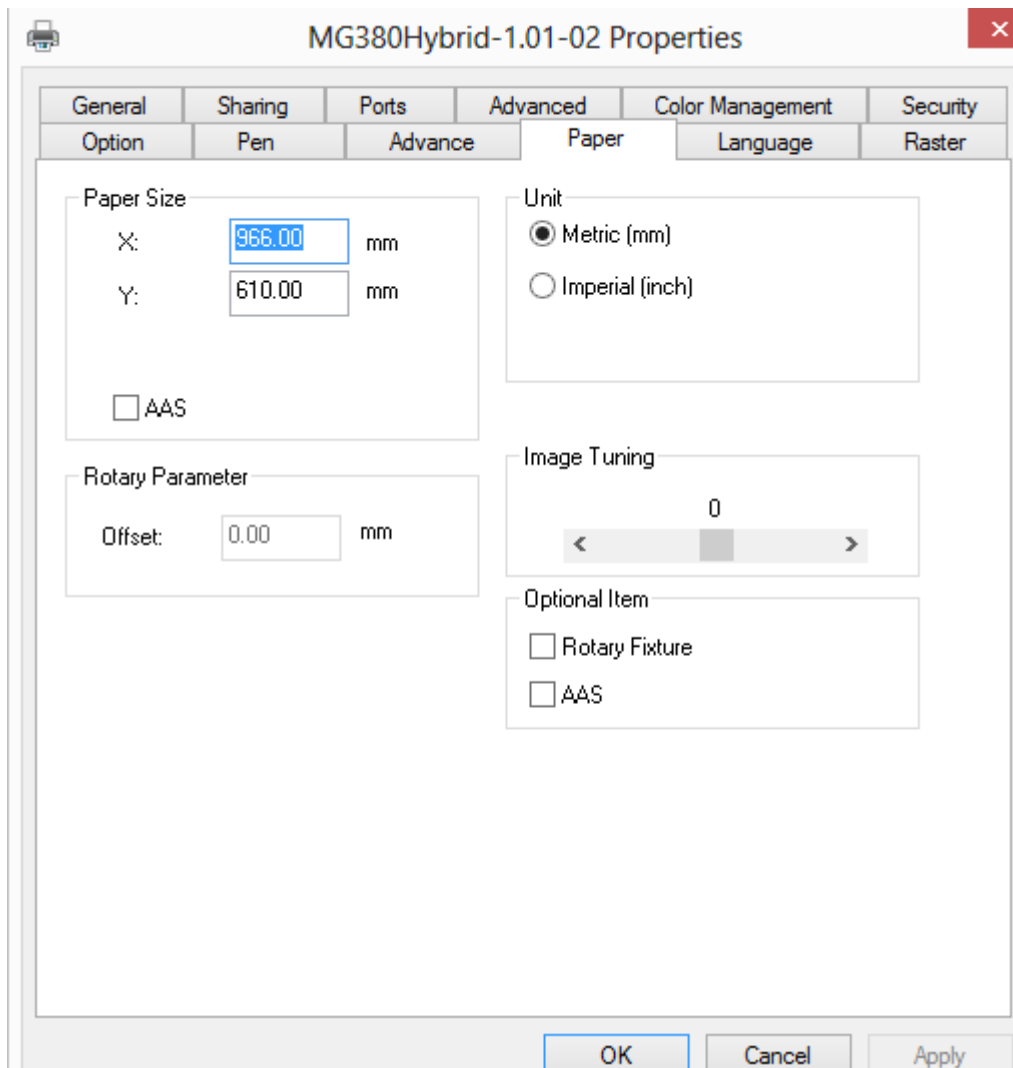 MG380Hybrid-1.01-02 Properties
General Sharing Ports Advanced Color Management Security
Option Pen Advance Paper Language Raster
Paper Size
X: 966.00 mm
Y: 610.00 mm
AAS
Unit
Metric (mm)
Imperial (inch)
Rotary Parameter
Offset: 0.00 mm
Image Tuning
0
Optional Item
Rotary Fixture
AAS
OK Cancel Apply